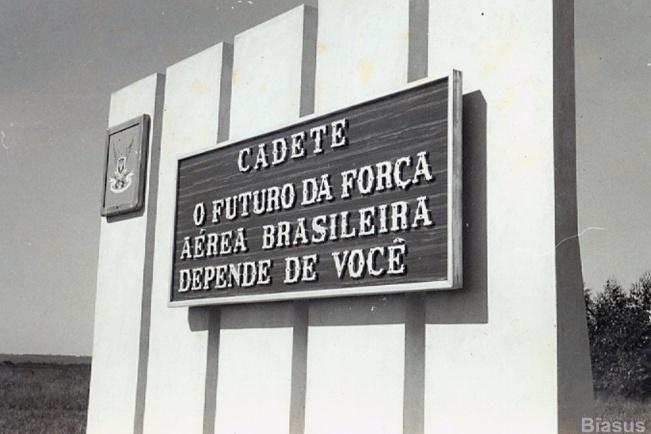 CADETE
O FUTURO DA FORÇA
AÉREA BRASILEIRA
DEPENDE DE VOCÊ
Biasus